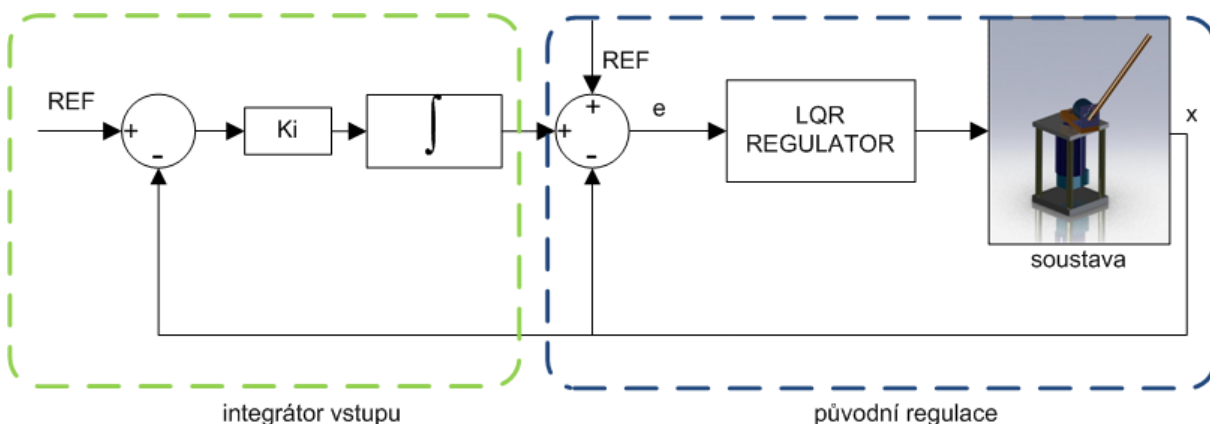 REF
+
-
Ki
∫
REF
+
+
-
e
LQR
REGULATOR
x
soustava
integrátor vstupu
původní regulace